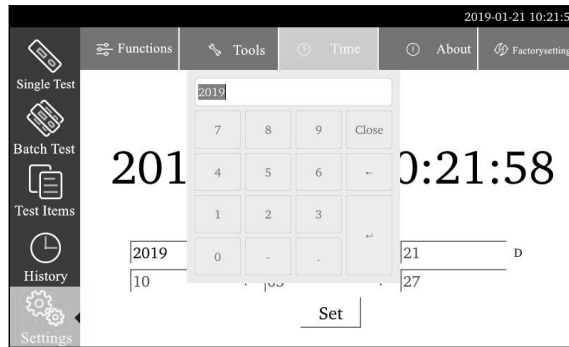 2019-01-21 10:21:5
Functions
Tools
Time
About
Factorysetting
Single Test
Batch Test
Test Items
History
Settings
2019
7 8 9 Close
4 5 6 ←
1 2 3 ↵
0 - .
201 0:21:58
2019 21 D
10 27
Set